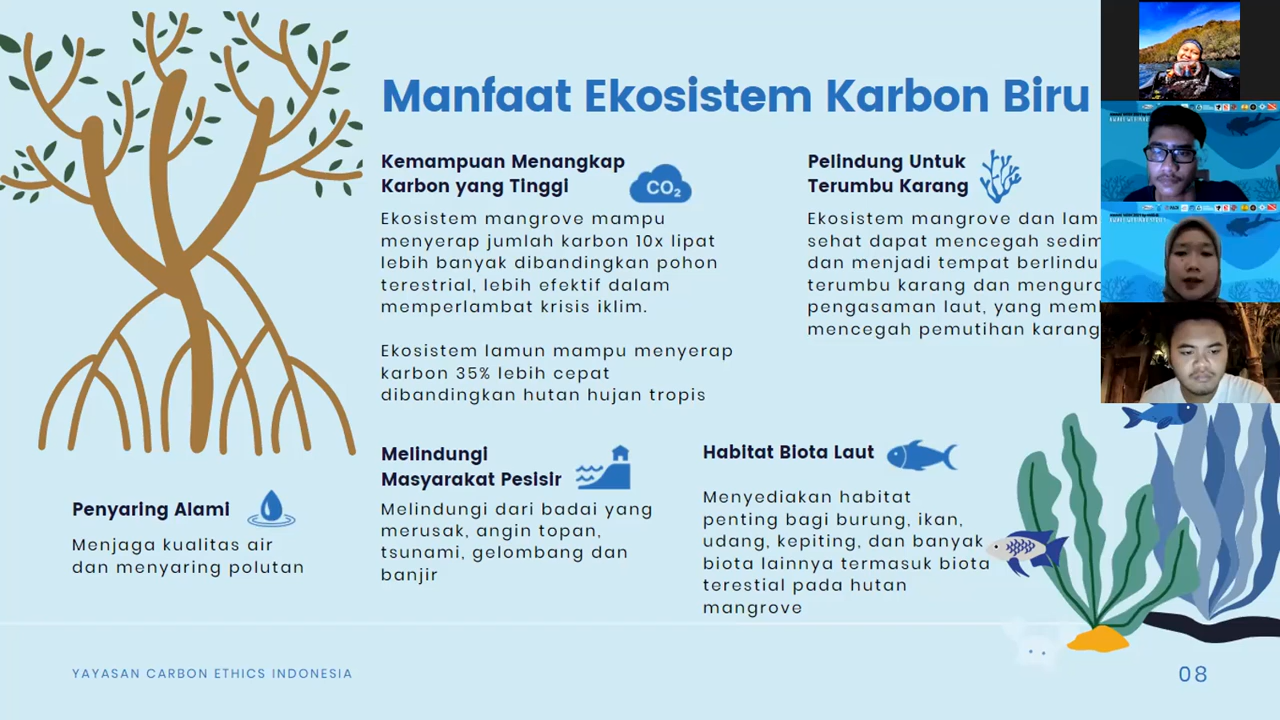 Manfaat Ekosistem Karbon Biru
Kemampuan Menangkap
Karbon yang Tinggi
CO₂
Ekosistem mangrove mampu
menyerap jumlah karbon 10x lipat
lebih banyak dibandingkan pohon
terestrial, lebih efektif dalam
memperlambat krisis iklim.
Ekosistem lamun mampu menyerap
karbon 35% lebih cepat
dibandingkan hutan hujan tropis
Pelindung Untuk
Terumbu Karang
Ekosistem mangrove dan
sehat dapat mencegah
dan menjadi tempat
terumbu karang dan
pengasaman laut, yang
mencegah pemutihan karang
Penyaring Alami
Menjaga kualitas air
dan menyaring polutan
Melindungi
Masyarakat Pesisir
Melindungi dari badai yang
merusak, angin topan,
tsunami, gelombang dan
banjir
Habitat Biota Laut
Menyediakan habitat
penting bagi burung, ikan,
udang, kepiting, dan banyak
biota lainnya termasuk biota
terestial pada hutan
mangrove
YAYASAN CARBON ETHICS INDONESIA
08